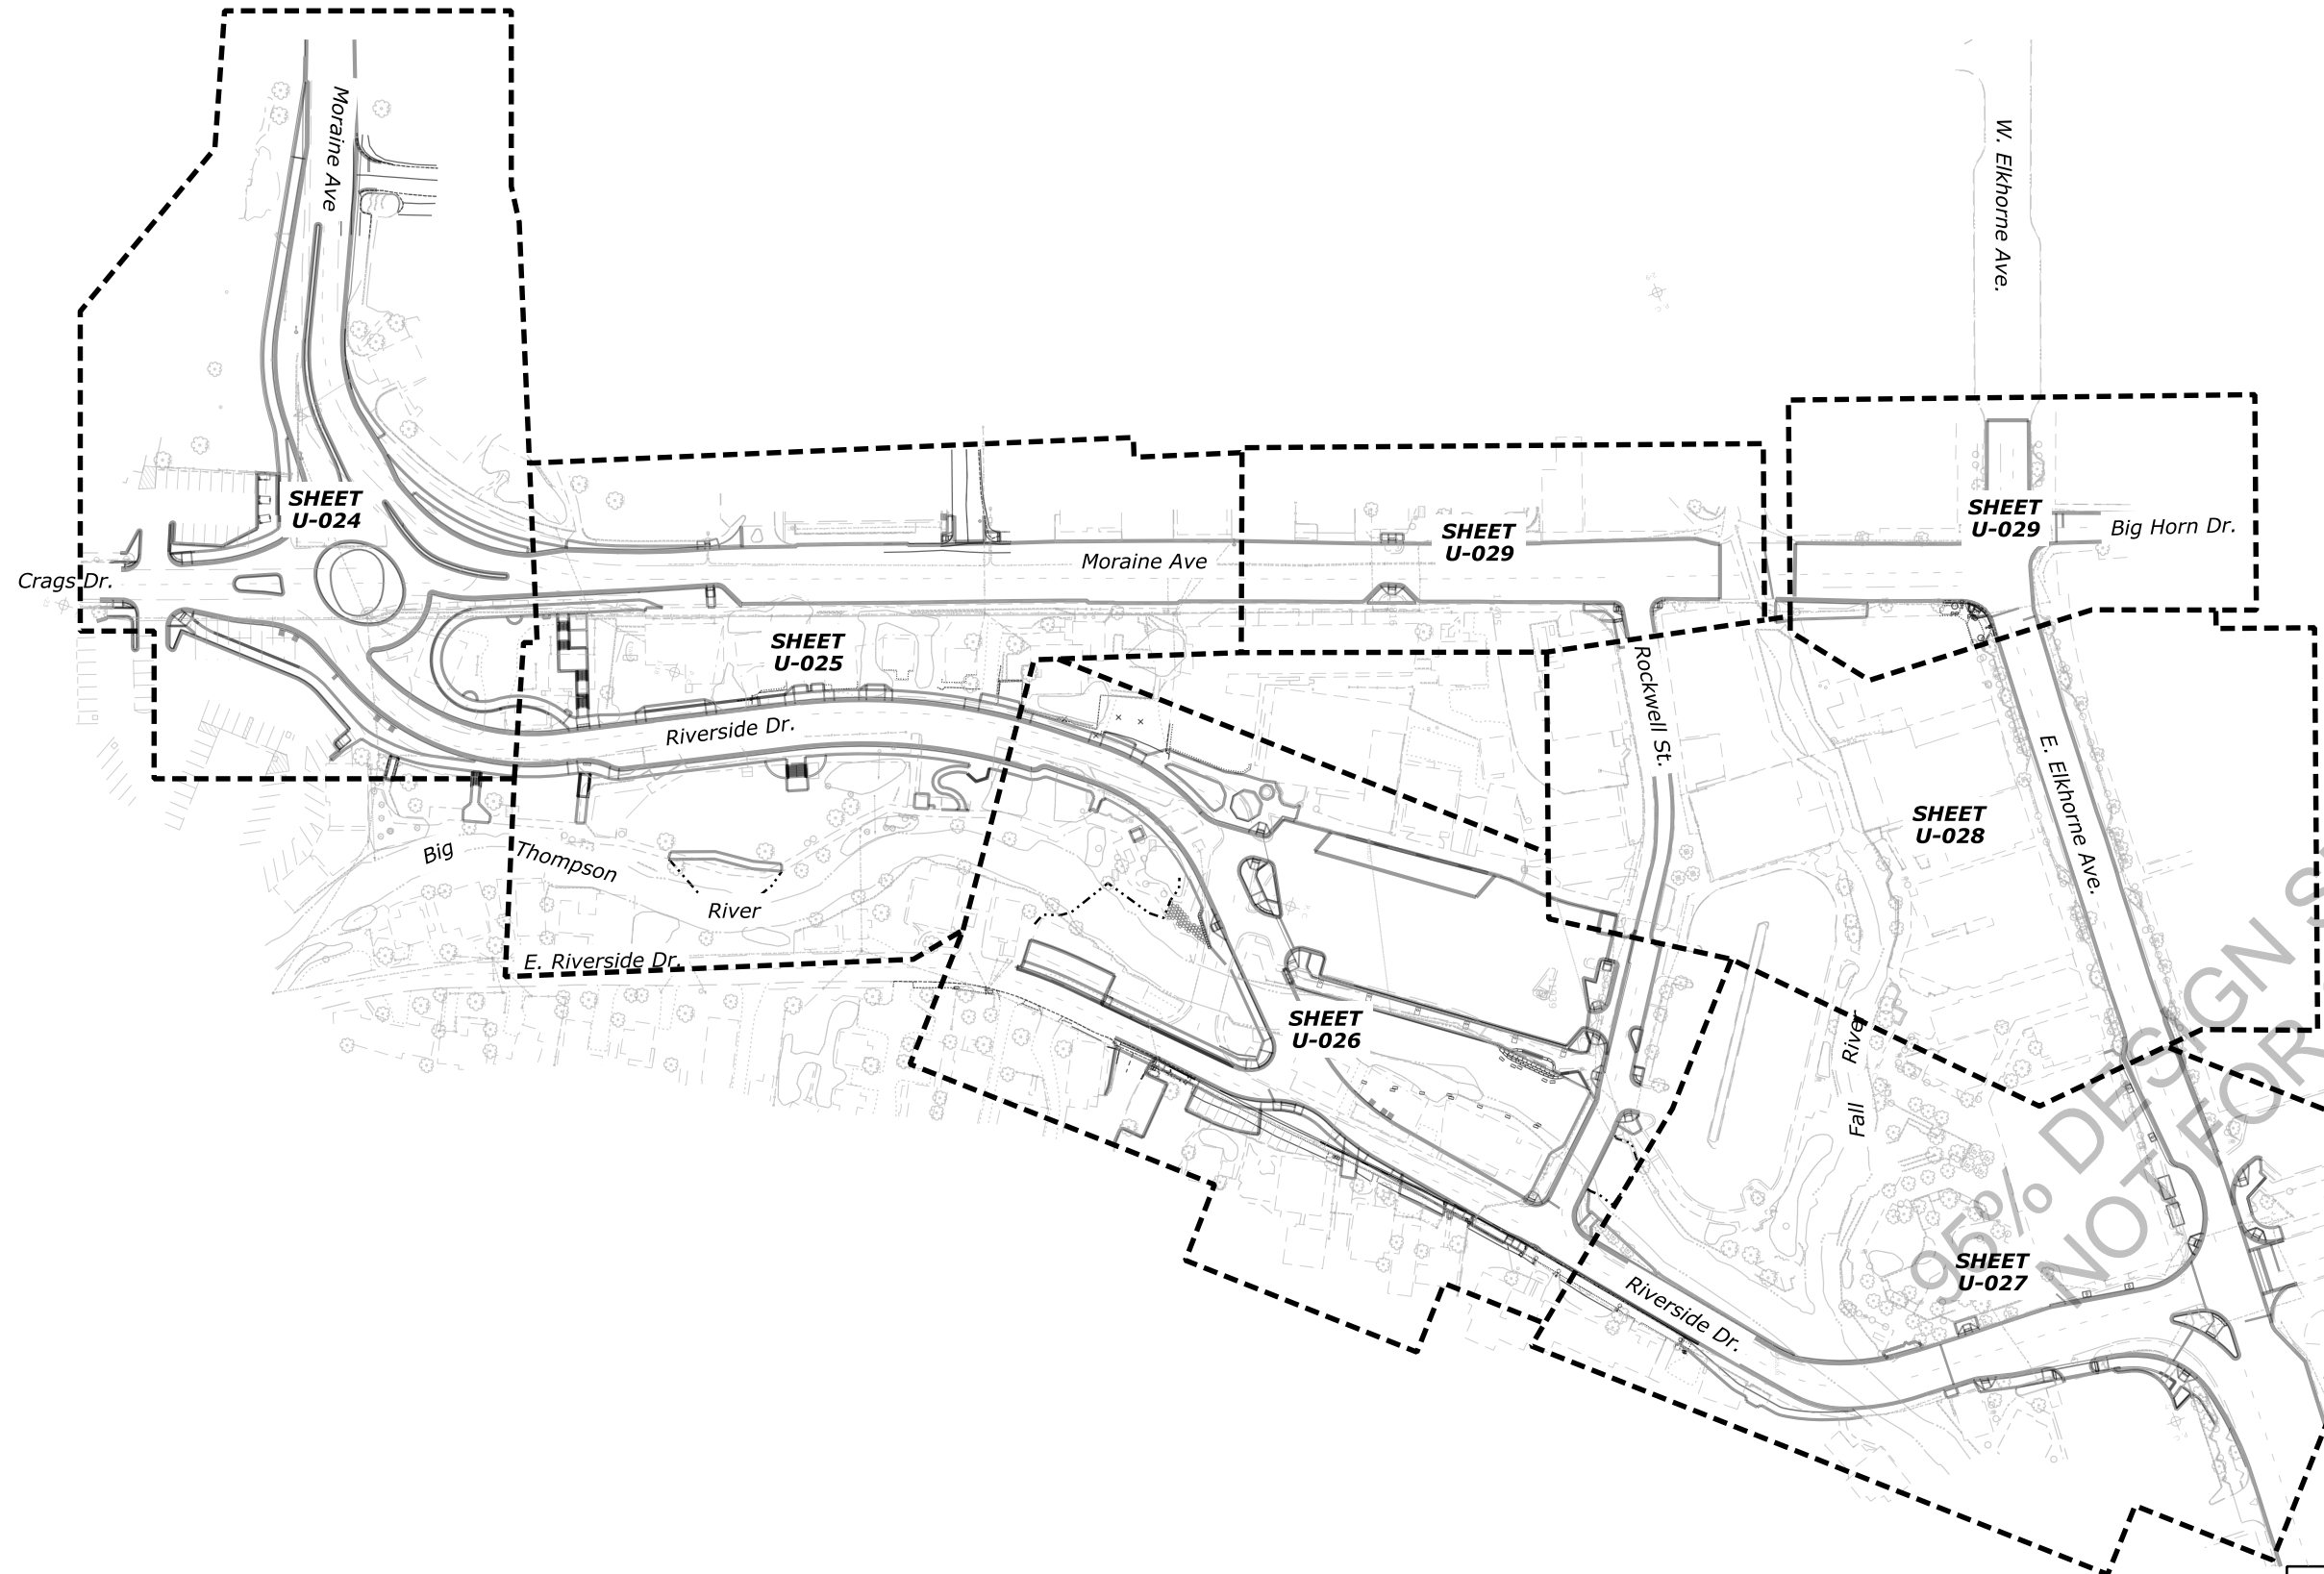 Moraine Ave
W. Elkhorne Ave.
SHEET
U-024
SHEET
U-029
SHEET
U-029
Big Horn Dr.
Crags Dr.
Moraine Ave
SHEET
U-025
Rockwell St.
Riverside Dr.
E. Elkhorne Ave.
SHEET
U-028
Big
Thompson
River
E. Riverside Dr.
SHEET
U-026
River
Fall
95% DESIGN
NOT FOR
SHEET
U-027
Riverside Dr.